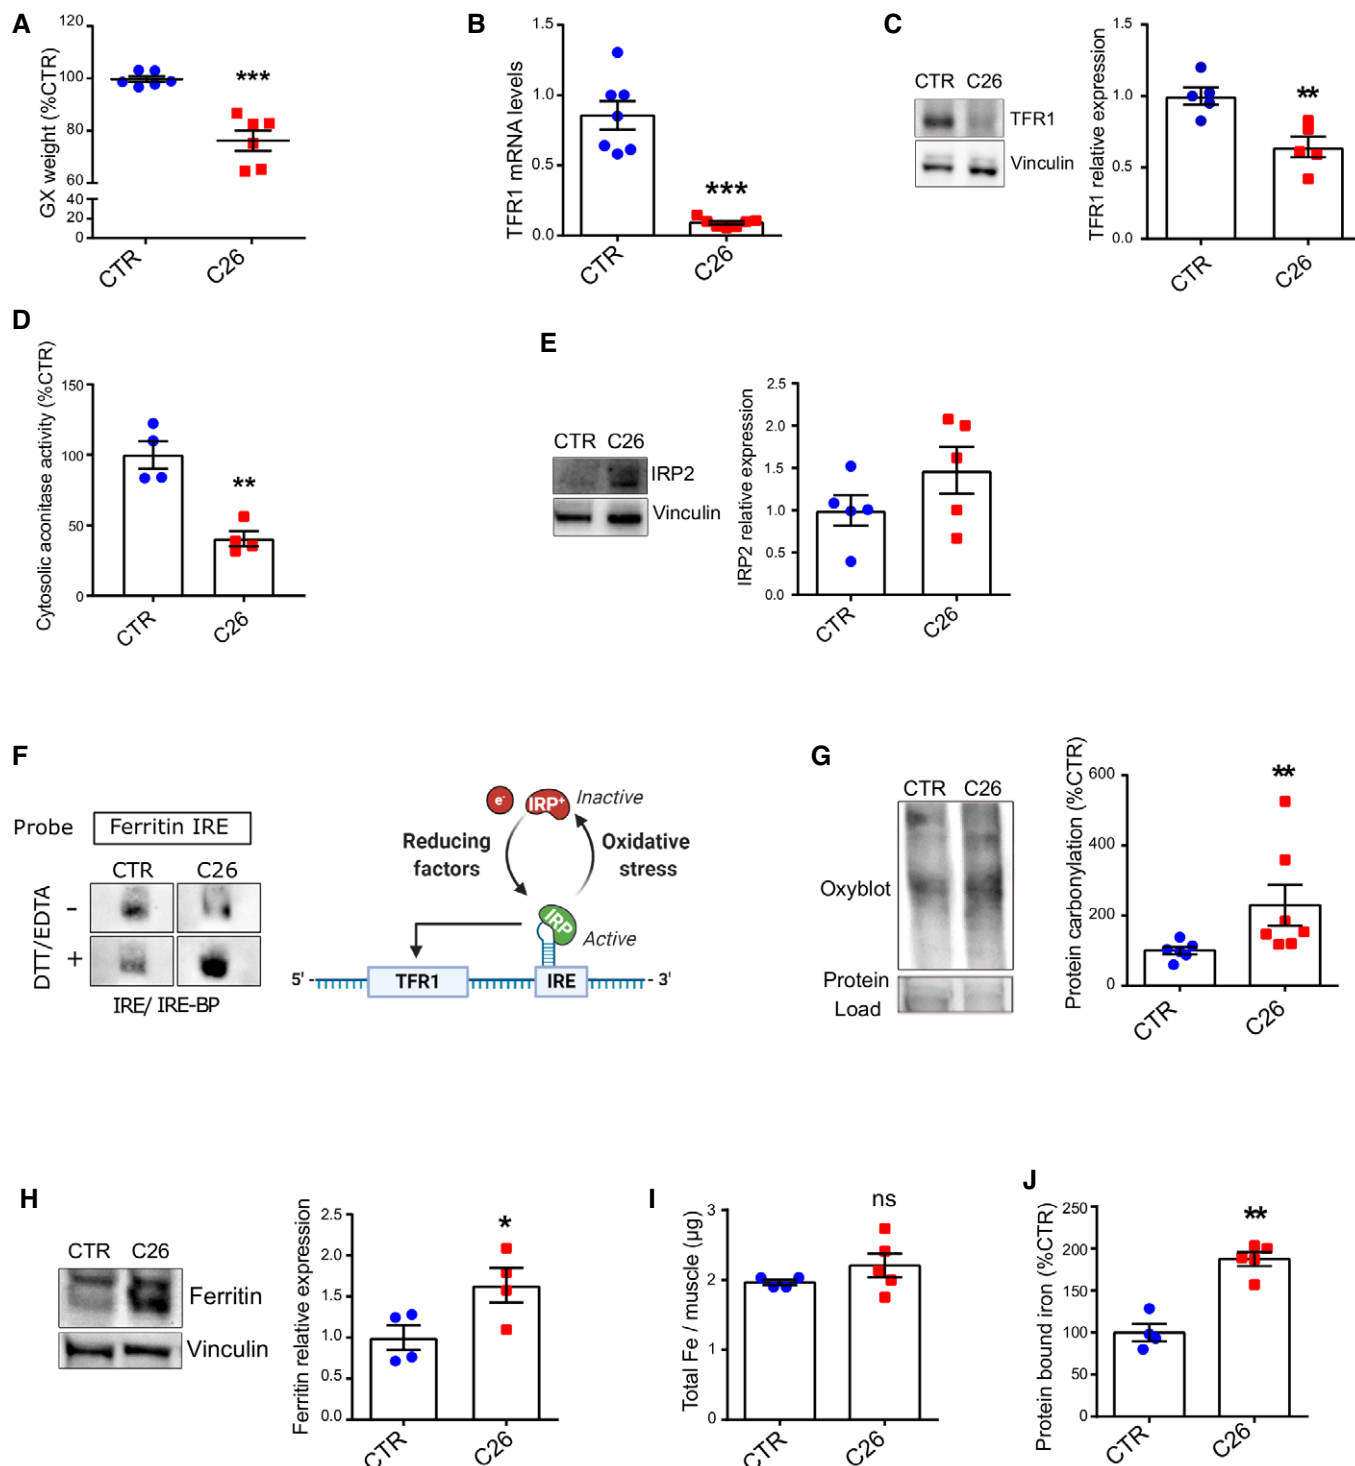 A
GX weight (%CTR)
120
100
80
60
40
20
0
***
CTR
C26
B
TFR1 mRNA levels
1.5
1.0
0.5
0.0
***
CTR
C26
C
CTR C26
TFR1
Vinculin
TFR1 relative expression
1.5
1.0
0.5
0.0
**
CTR
C26
D
Cytosolic aconitase activity (%CTR)
150
100
50
0
**
CTR
C26
E
CTR C26
IRP2
Vinculin
IRP2 relative expression
2.5
2.0
1.5
1.0
0.5
0.0
CTR
C26
F
Probe
Ferritin IRE
CTR C26
DTT/EDTA
-
+
IRE/ IRE-BP
e-
IRP+
Inactive
Reducing
factors
Oxidative
stress
IRP
Active
5'
TFR1
IRE
- 3'
G
CTR C26
Oxyblot
Protein
Load
Protein carbonylation (%CTR)
600
400
200
0
**
CTR
C26
H
CTR C26
Ferritin
Vinculin
Ferritin relative expression
2.5
2.0
1.5
1.0
0.5
0.0
*
CTR
C26
I
Total Fe / muscle (µg)
3
2
1
0
ns
CTR
C26
J
Protein bound iron (%CTR)
250
200
150
100
50
0
**
CTR
C26